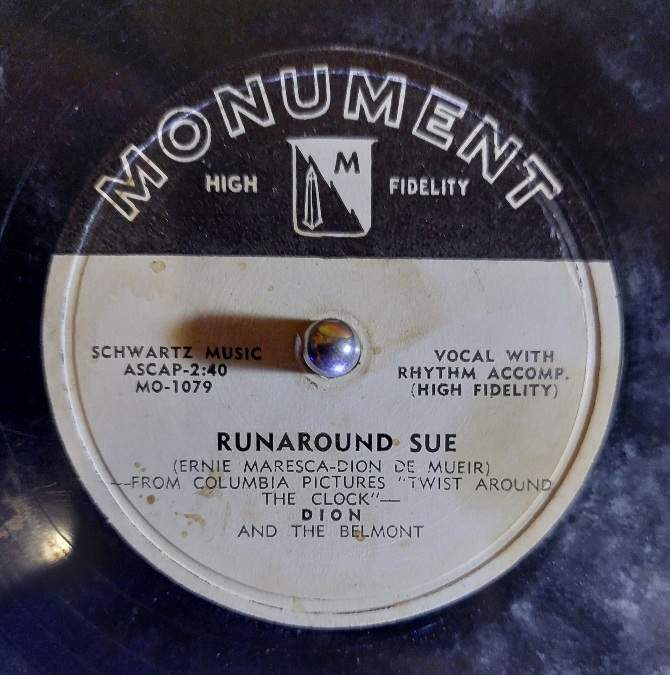 MONUMENT
M
HIGH FIDELITY
SCHWARTZ MUSIC
ASCAP-2:40
MO-1079
VOCAL WITH
RHYTHM ACCOMP.
(HIGH FIDELITY)
RUNAROUND SUE
(ERNIE MARESCA-DION DE MUEIR)
—FROM COLUMBIA PICTURES "TWIST AROUND
THE CLOCK"—
DION
AND THE BELMONT